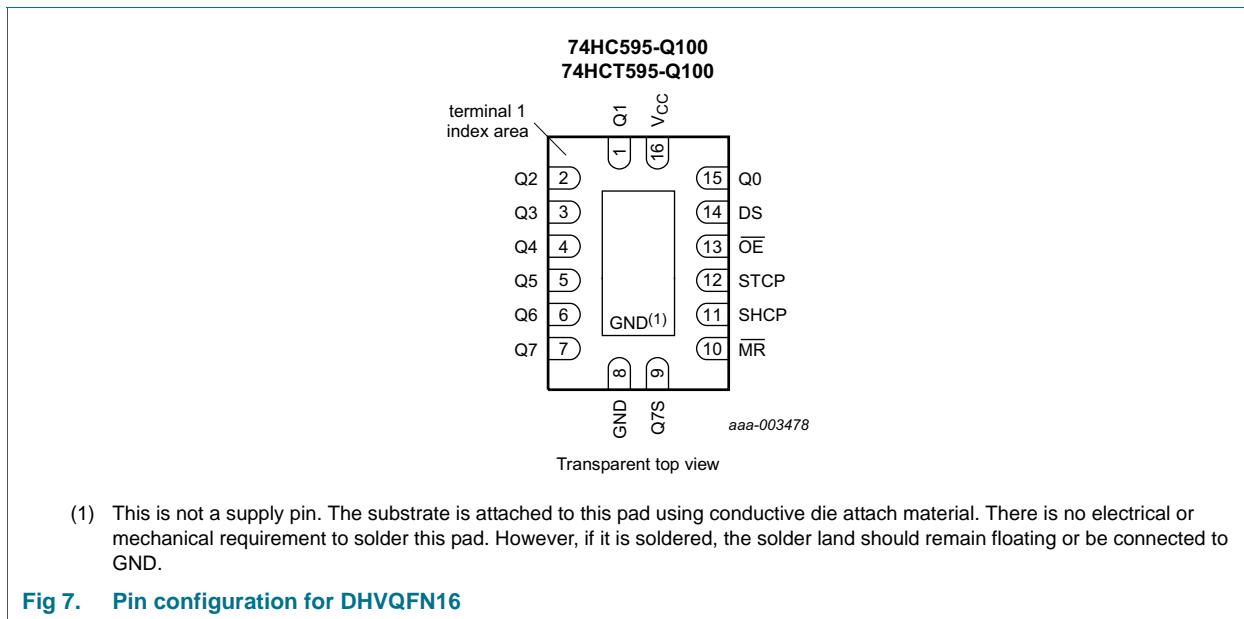 74HC595-Q100
74HCT595-Q100
terminal 1
index area
Q1
VCC
1
16
Q2 2
15 Q0
Q3 3
14 DS
Q4 4
13 OE
Q5 5
12 STCP
Q6 6
11 SHCP
GND(1)
Q7 7
10 MR
8
9
GND
Q7S
aaa-003478
Transparent top view
(1) This is not a supply pin. The substrate is attached to this pad using conductive die attach material. There is no electrical or
mechanical requirement to solder this pad. However, if it is soldered, the solder land should remain floating or be connected to
GND.
Fig 7. Pin configuration for DHVQFN16